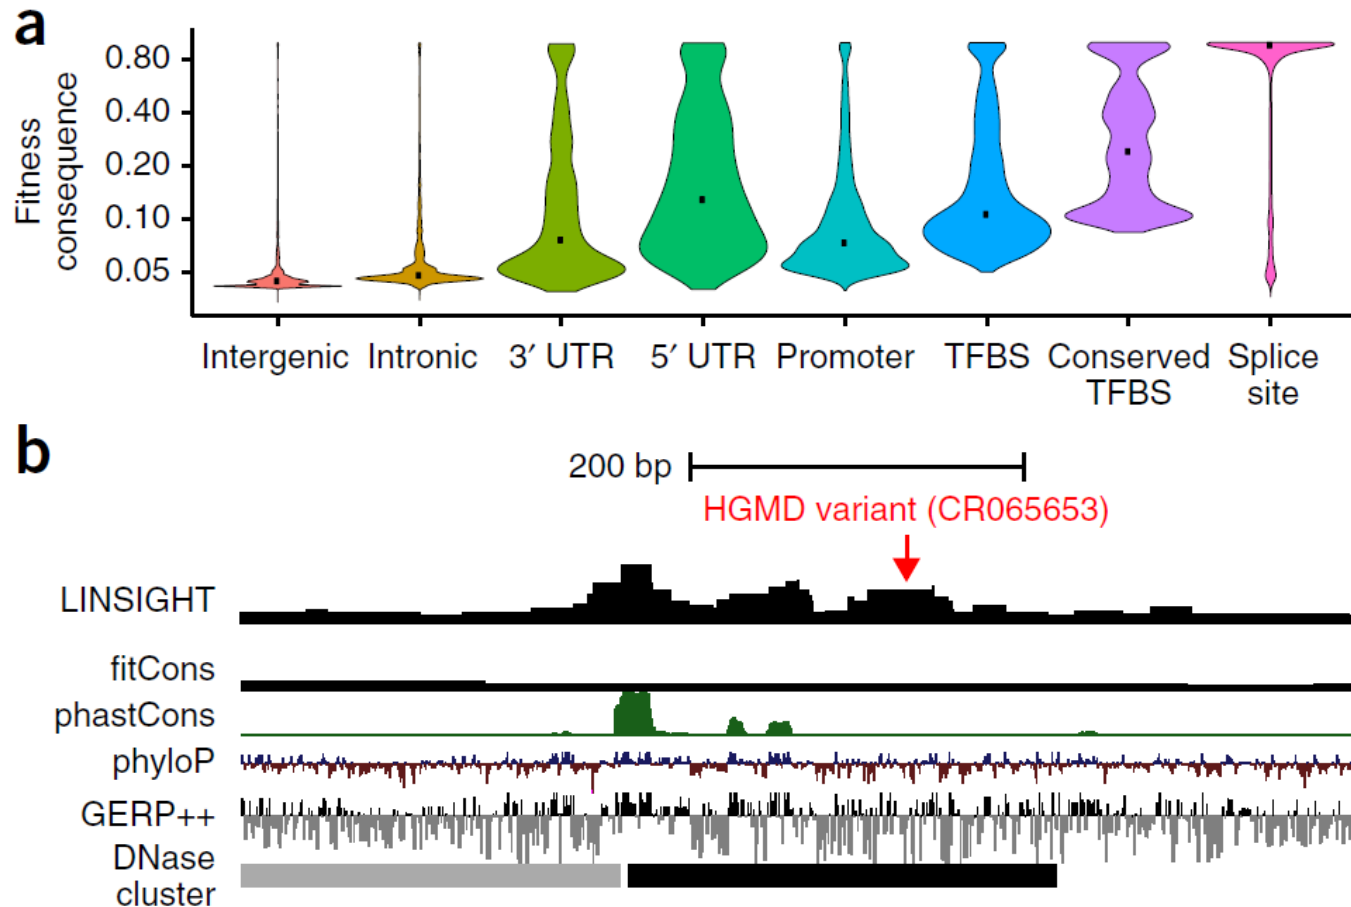 a
Fitness
consequence
0.80
0.40
0.20
0.10
0.05
Intergenic
Intronic
3′ UTR
5′ UTR
Promoter
TFBS
Conserved
TFBS
Splice
site
b
200 bp
HGMD variant (CR065653)
LINSIGHT
fitCons
phastCons
phyloP
GERP++
DNase
cluster